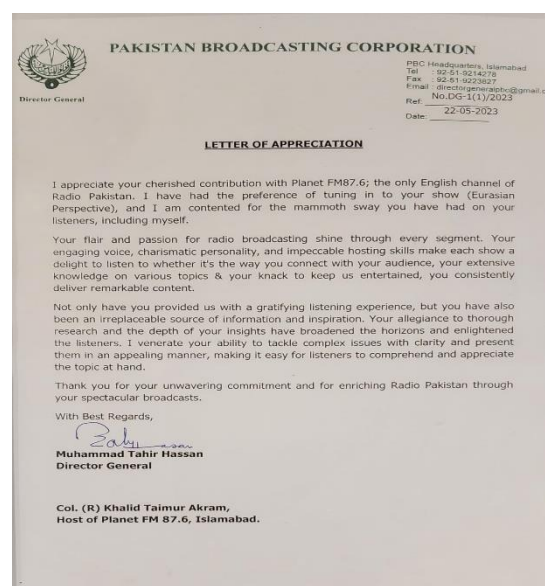 PAKISTAN BROADCASTING CORPORATION
Director General
PBC Headquarters, Islamabad
Tel : 92-51-9214278
Fax : 92-51-9223827
Email : directorgeneralpbc@gmail.c
No.DG-1(1)/2023
Ref:
22-05-2023
Date:
LETTER OF APPRECIATION
I appreciate your cherished contribution with Planet FM87.6; the only English channel of
Radio Pakistan. I have had the preference of tuning in to your show (Eurasian
Perspective), and I am contented for the mammoth sway you have had on your
listeners, including myself.
Your flair and passion for radio broadcasting shine through every segment. Your
engaging voice, charismatic personality, and impeccable hosting skills make each show a
delight to listen to whether it's the way you connect with your audience, your extensive
knowledge on various topics & your knack to keep us entertained, you consistently
deliver remarkable content.
Not only have you provided us with a gratifying listening experience, but you have also
been an irreplaceable source of information and inspiration. Your allegiance to thorough
research and the depth of your insights have broadened the horizons and enlightened
the listeners. I venerate your ability to tackle complex issues with clarity and present
them in an appealing manner, making it easy for listeners to comprehend and appreciate
the topic at hand.
Thank you for your unwavering commitment and for enriching Radio Pakistan through
your spectacular broadcasts.
With Best Regards,
Muhammad Tahir Hassan
Director General
Col. (R) Khalid Taimur Akram,
Host of Planet FM 87.6, Islamabad.